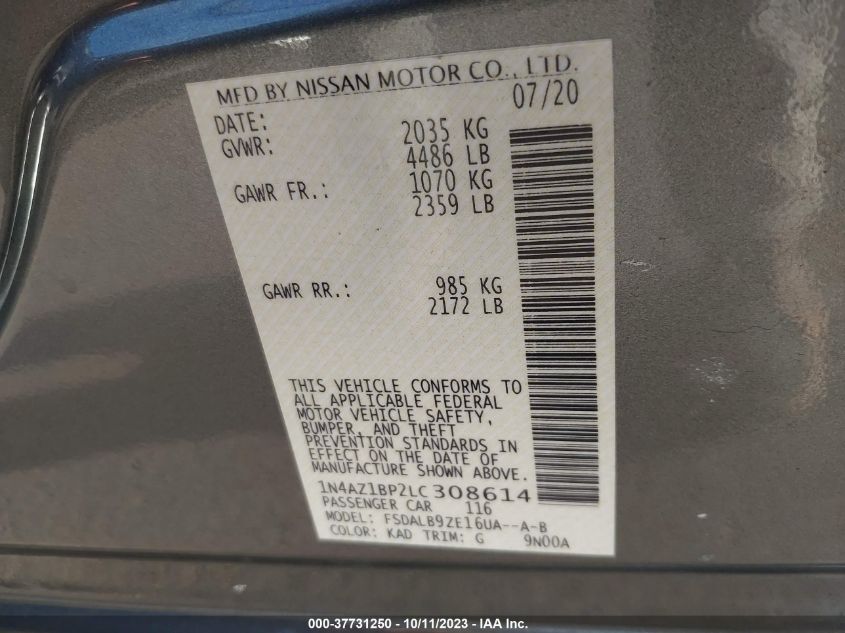 MFD BY NISSAN MOTOR CO., LTD.
DATE: 07/20
GVWR: 2035 KG
4486 LB
GAWR FR.: 1070 KG
2359 LB
GAWR RR.: 985 KG
2172 LB
THIS VEHICLE CONFORMS TO
ALL APPLICABLE FEDERAL
MOTOR VEHICLE SAFETY,
BUMPER, AND THEFT
PREVENTION STANDARDS IN
EFFECT ON THE DATE OF
MANUFACTURE SHOWN ABOVE.
1N4AZ1BP2LC308614
PASSENGER CAR 116
MODEL: FSDALB9ZE16UA--A-B
COLOR: KAD TRIM: G 9N00A
000-37731250 - 10/11/2023 - IAA Inc.